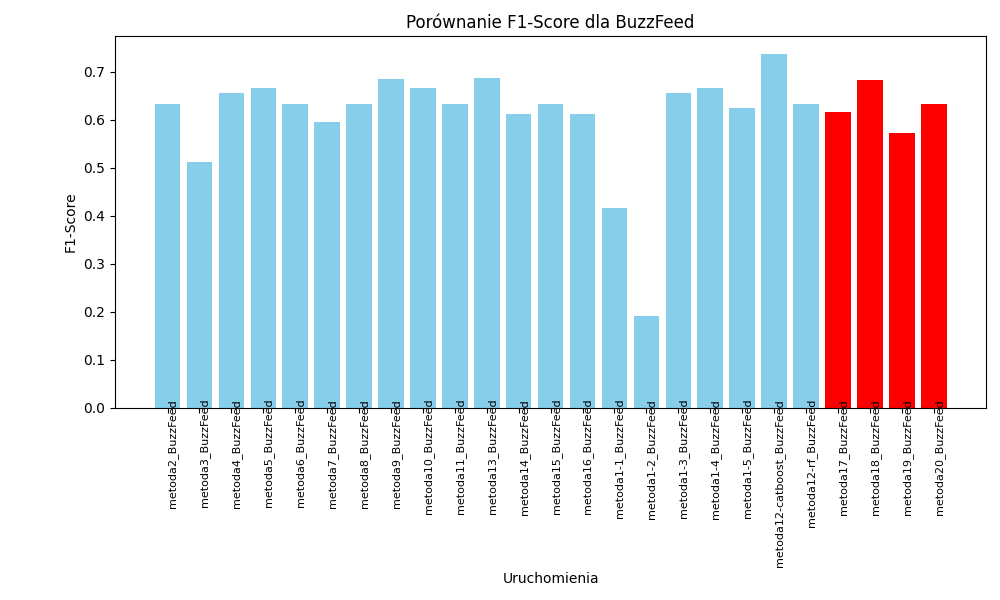 Porównanie F1-Score dla BuzzFeed
F1-Score
0.7
0.6
0.5
0.4
0.3
0.2
0.1
0.0
metoda2_BuzzFeed
metoda3_BuzzFeed
metoda4_BuzzFeed
metoda5_BuzzFeed
metoda6_BuzzFeed
metoda7_BuzzFeed
metoda8_BuzzFeed
metoda9_BuzzFeed
metoda10_BuzzFeed
metoda11_BuzzFeed
metoda13_BuzzFeed
metoda14_BuzzFeed
metoda15_BuzzFeed
metoda16_BuzzFeed
metoda1-1_BuzzFeed
metoda1-2_BuzzFeed
metoda1-3_BuzzFeed
metoda1-4_BuzzFeed
metoda1-5_BuzzFeed
metoda12-catboost_BuzzFeed
metoda12-rf_BuzzFeed
metoda17_BuzzFeed
metoda18_BuzzFeed
metoda19_BuzzFeed
metoda20_BuzzFeed
Uruchomienia